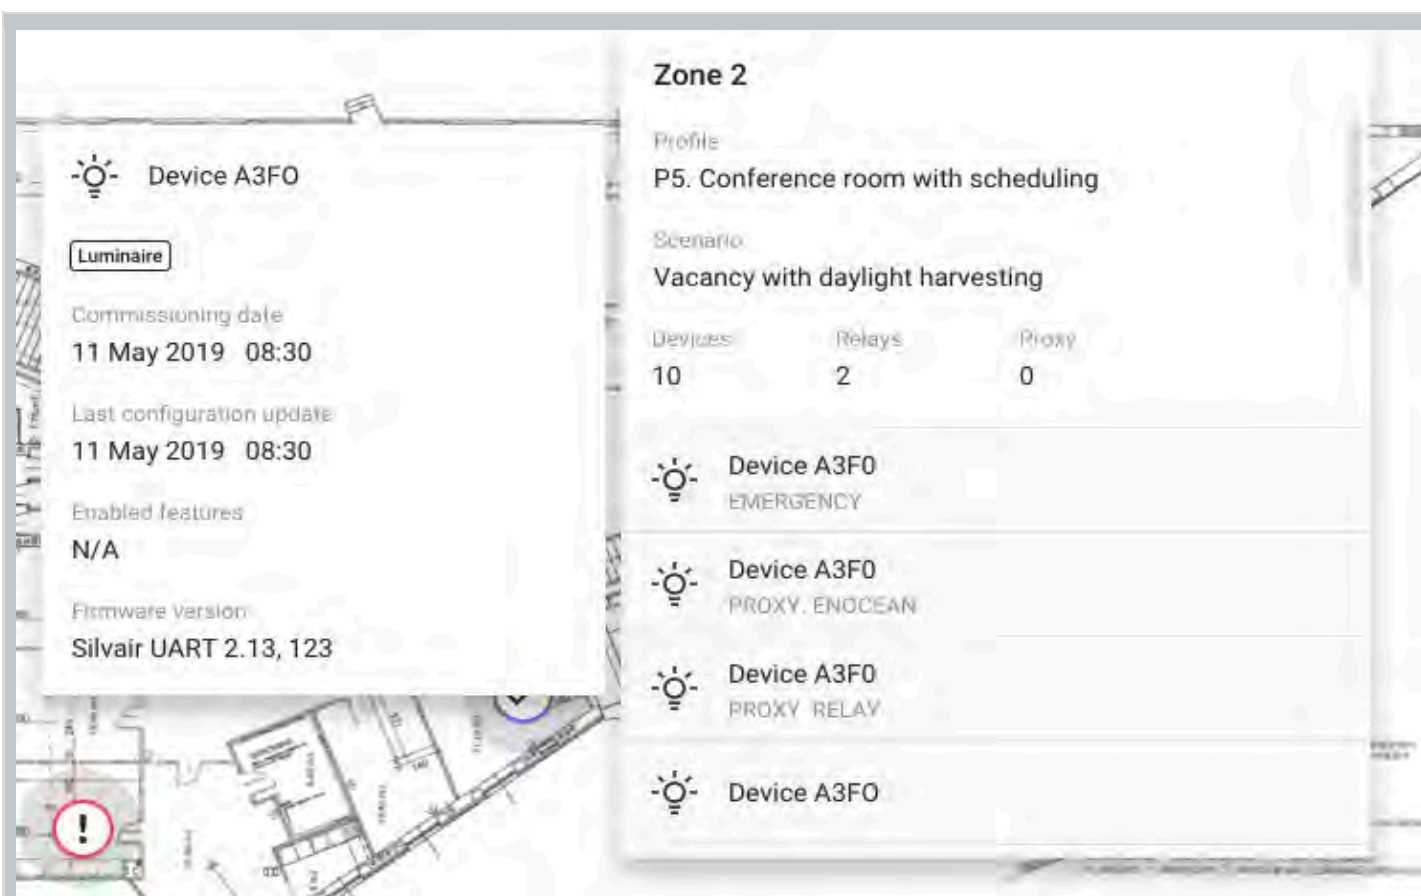 Device A3FO
Luminaire
Commissioning date
11 May 2019 08:30
Last configuration update
11 May 2019 08:30
Enabled features
N/A
Firmware version
Silvair UART 2.13, 123
Zone 2
Profile
P5. Conference room with scheduling
Scenario
Vacancy with daylight harvesting
Devices Relays Proxy
10 2 0
Device A3F0
EMERGENCY
Device A3F0
PROXY, ENOCEAN
Device A3F0
PROXY RELAY
Device A3FO
!